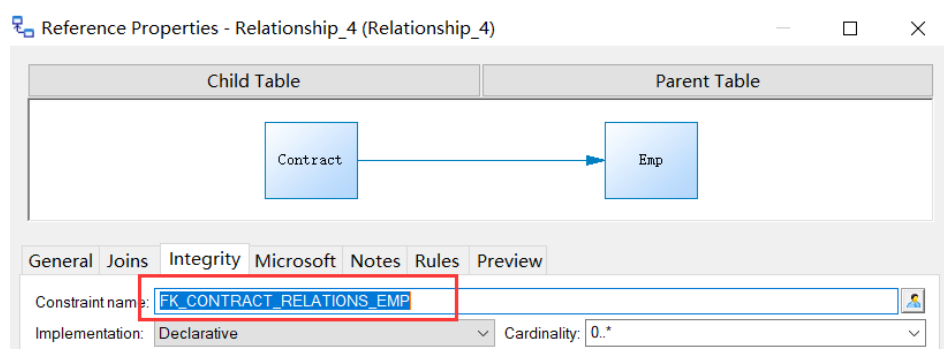 Reference Properties - Relationship_4 (Relationship_4)
Child Table
Parent Table
Contract
Emp
General Joins Integrity Microsoft Notes Rules Preview
Constraint name: FK_CONTRACT_RELATIONS_EMP
Implementation: Declarative Cardinality: 0..*